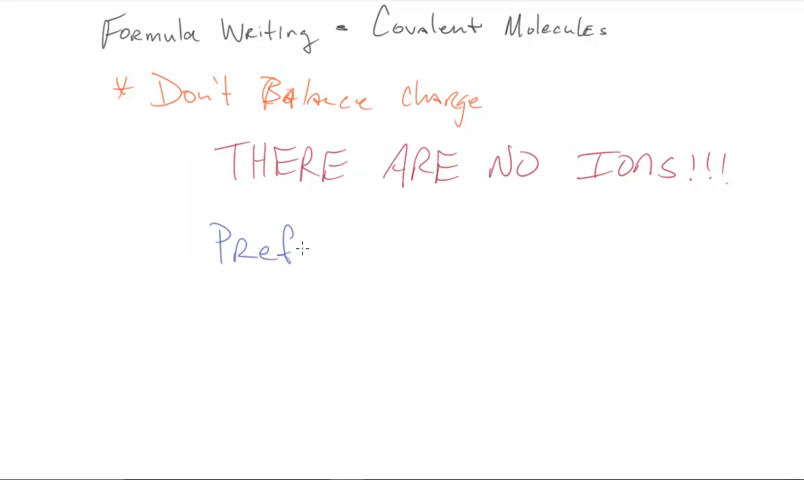 Formula Writing - Covalent Molecules
* Don't Balance charge
THERE ARE NO Ions!!!
Pref